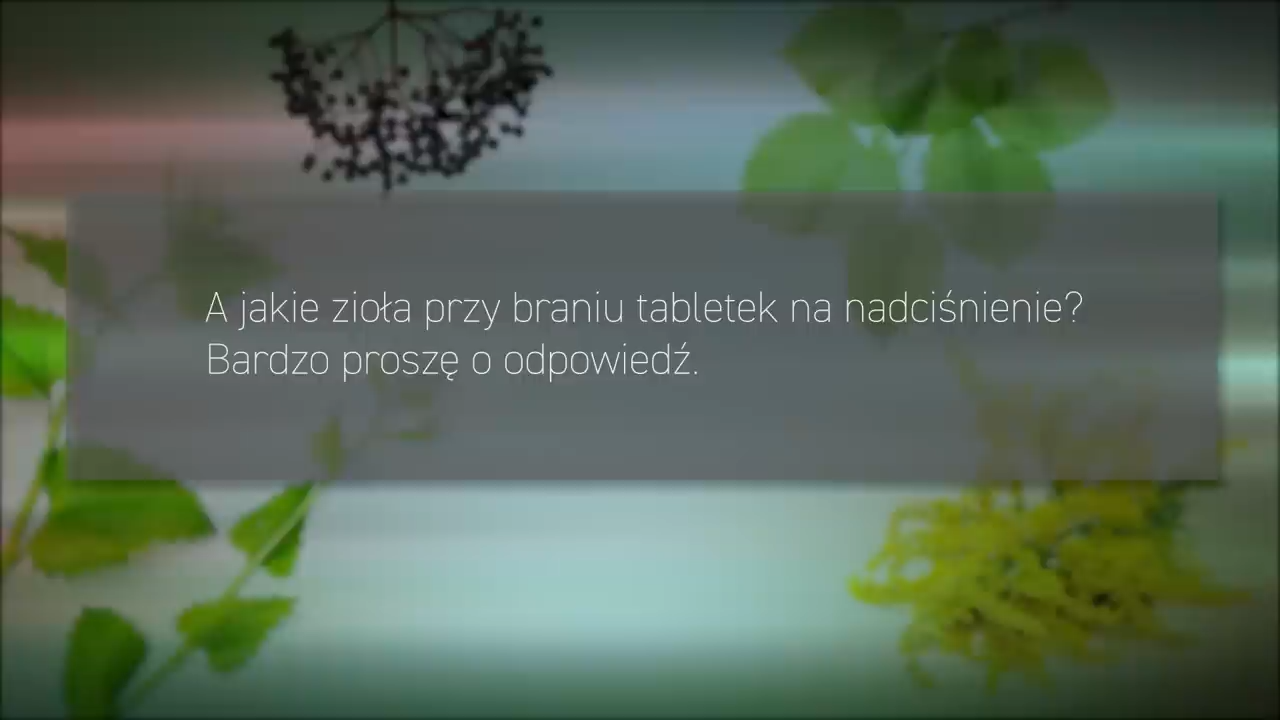 A jakie zioła przy braniu tabletek na nadciśnienie?
Bardzo proszę o odpowiedź.